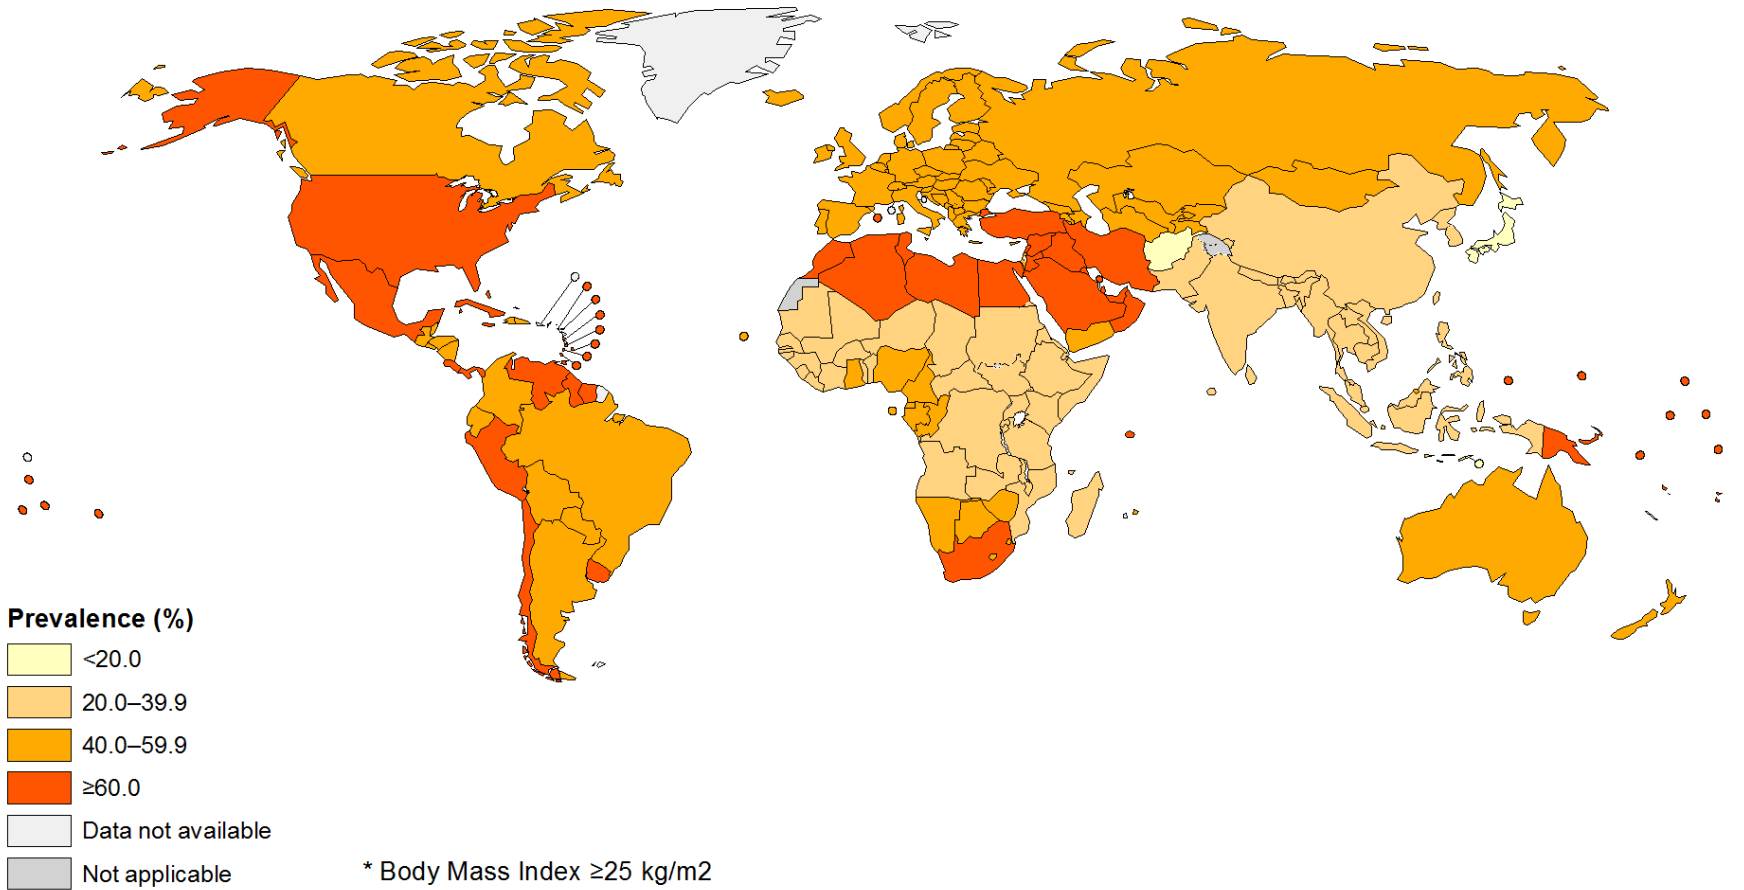 Prevalence (%)
<20.0
20.0–39.9
40.0–59.9
≥60.0
Data not available
Not applicable
* Body Mass Index ≥25 kg/m2